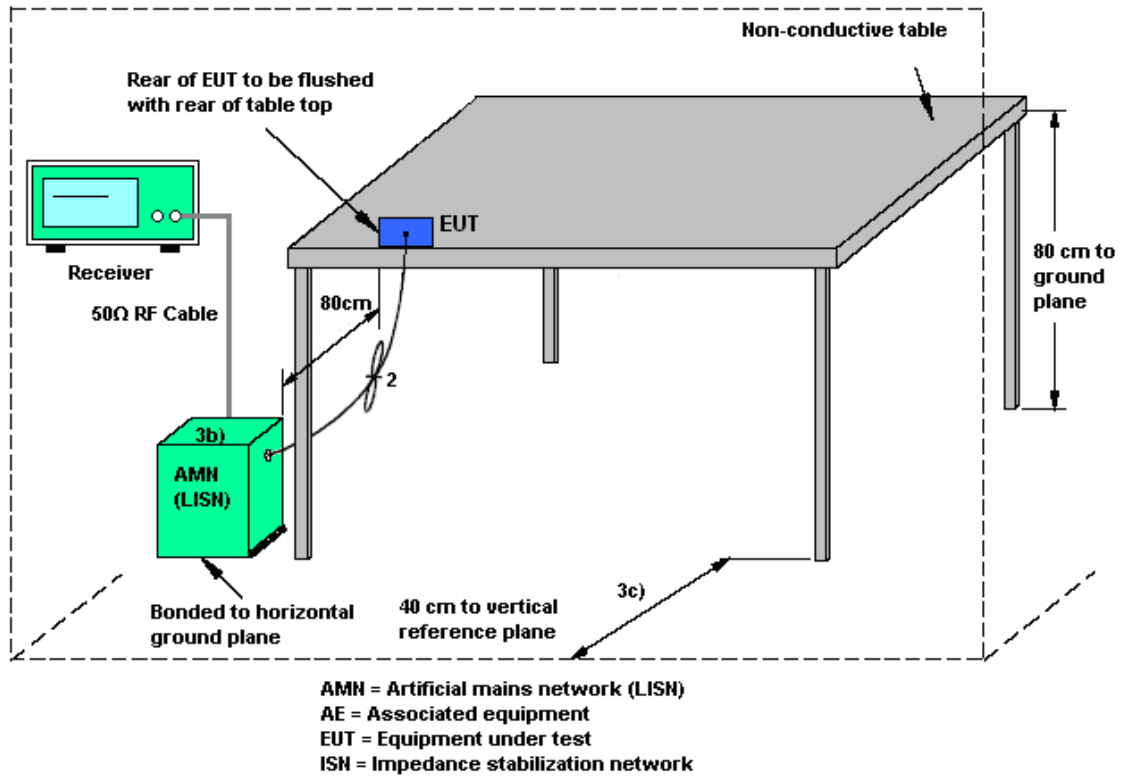 Non-conductive table
Rear of EUT to be flushed
with rear of table top
EUT
Receiver
80 cm to
ground
plane
80cm
50Ω RF Cable
2
3b)
AMN
(LISN)
3c)
Bonded to horizontal
ground plane
40 cm to vertical
reference plane
AMN = Artificial mains network (LISN)
AE = Associated equipment
EUT = Equipment under test
ISN = Impedance stabilization network